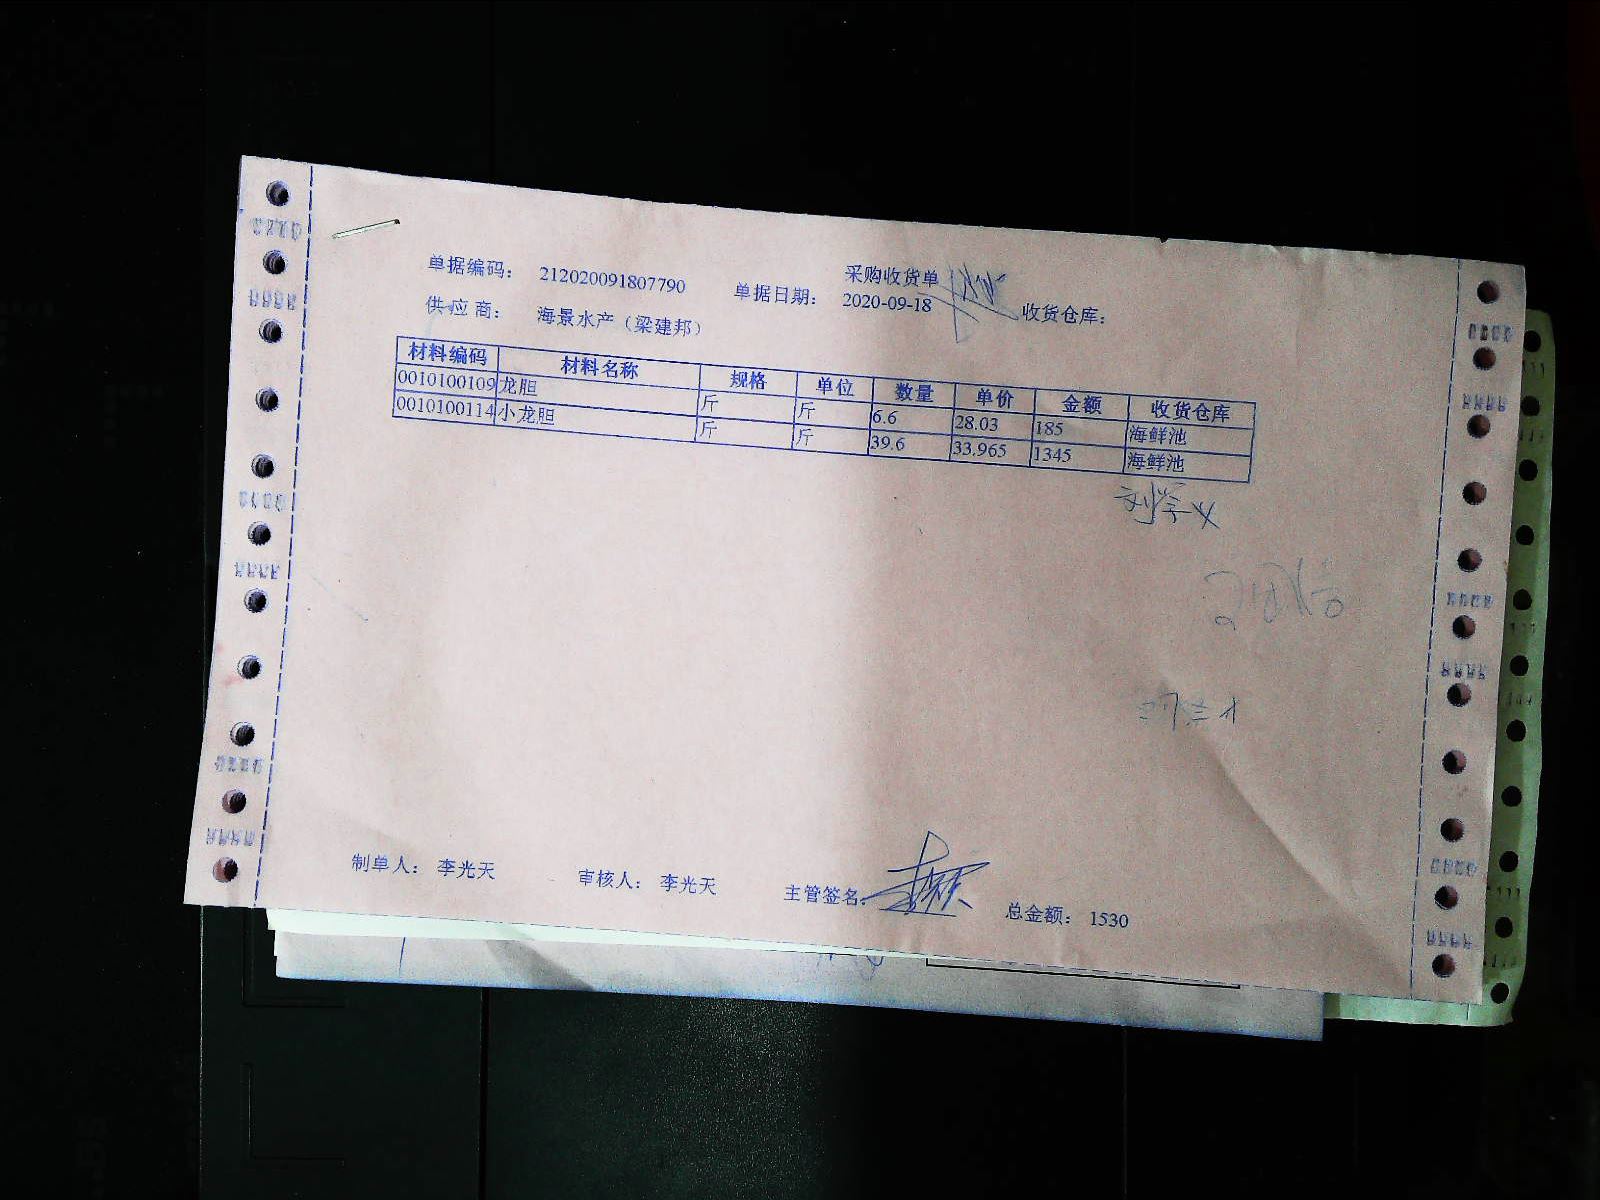 采购收货单
单据编码： 212020091807790 单据日期： 2020-09-18 收货仓库：
供应商： 海景水产（梁建邦）
材料编码 材料名称 规格 单位 数量 单价 金额 收货仓库
0010100109 龙胆 斤 斤 6.6 28.03 185 海鲜池
0010100114 小龙胆 斤 斤 39.6 33.965 1345 海鲜池
制单人： 李光天 审核人： 李光天 主管签名： 总金额： 1530